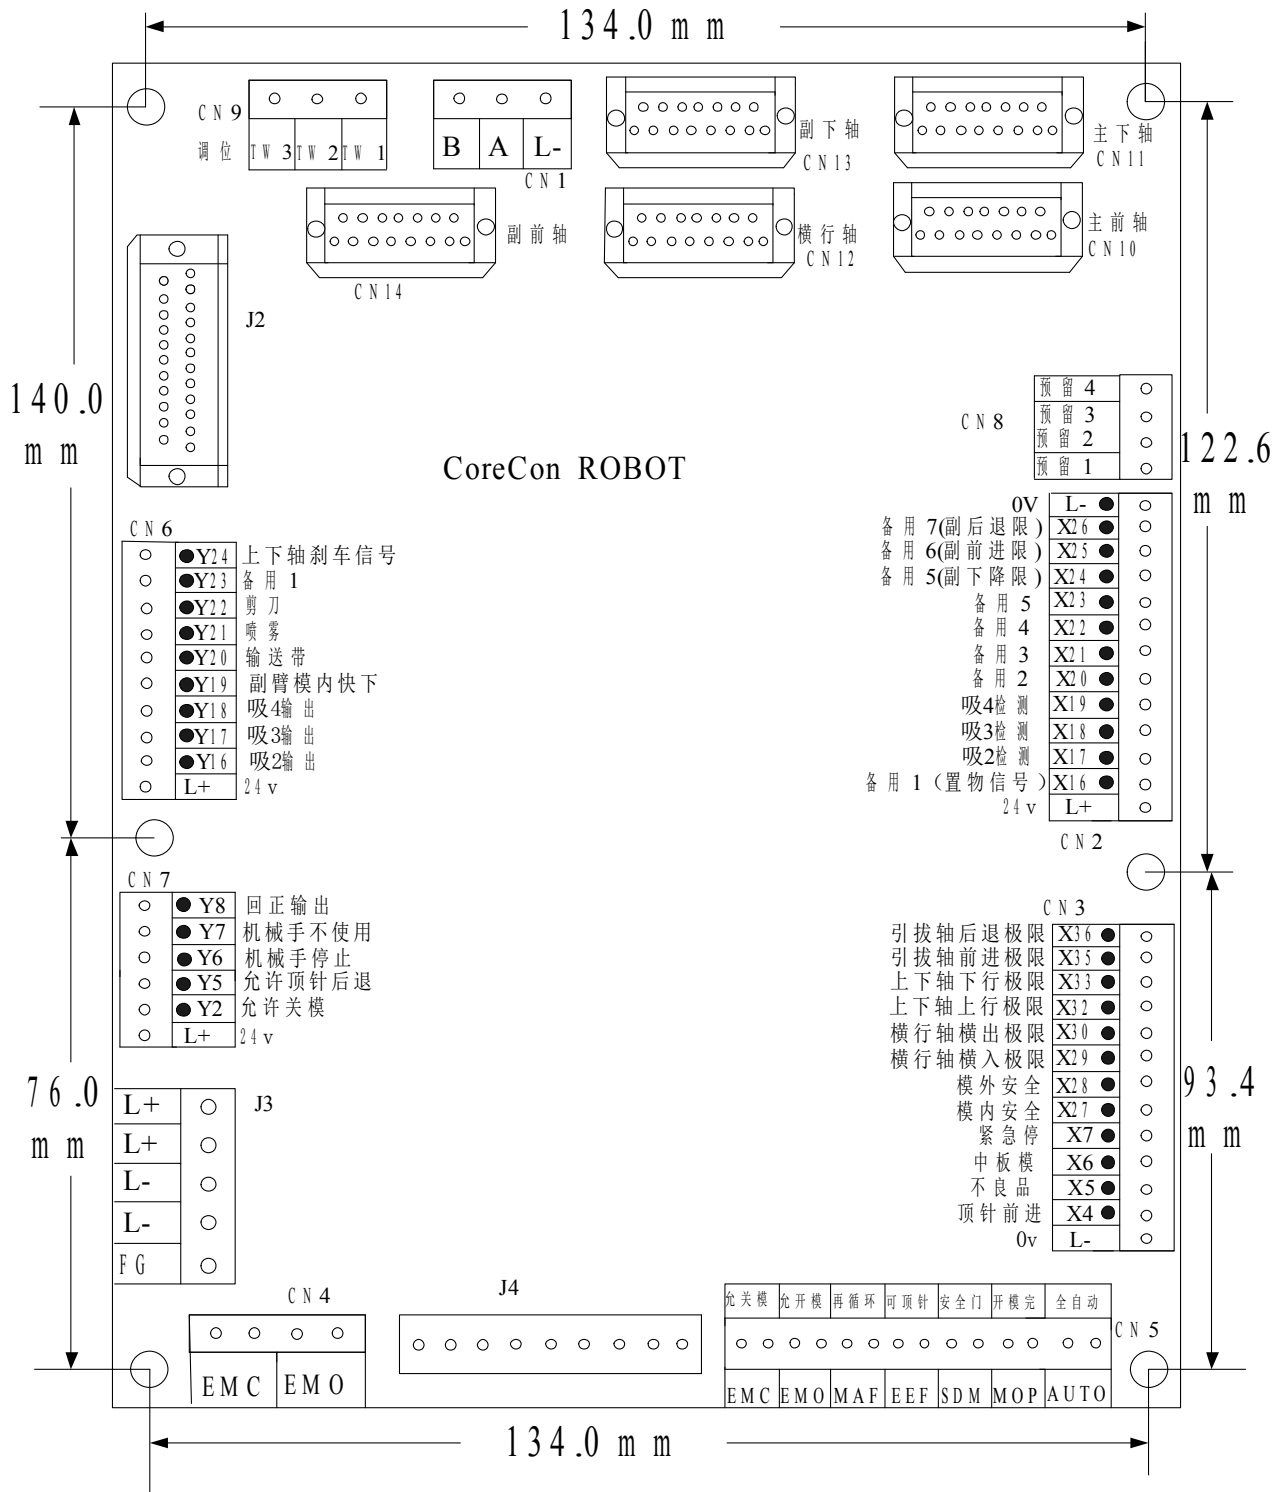 134.0 mm
CN9
调位
TW3 TW2 TW1
B A L-
CN1
副下轴
CN13
主下轴
CN11
副前轴
CN14
横行轴
CN12
主前轴
CN10
J2
140.0
mm
CoreCon ROBOT
CN8
预留4
预留3
预留2
预留1
122.6
mm
CN6
Y24 上下轴刹车信号
Y23 备用1
Y22 剪刀
Y21 喷雾
Y20 输送带
Y19 副臂模内快下
Y18 吸4输出
Y17 吸3输出
Y16 吸2输出
L+ 24v
0V L-
备用7(副后退限) X26
备用6(副前进限) X25
备用5(副下降限) X24
备用5 X23
备用4 X22
备用3 X21
备用2 X20
吸4检测 X19
吸3检测 X18
吸2检测 X17
备用1(置物信号) X16
24v L+
CN2
CN7
Y8 回正输出
Y7 机械手不使用
Y6 机械手停止
Y5 允许顶针后退
Y2 允许关模
L+ 24v
CN3
引拔轴后退极限 X36
引拔轴前进极限 X35
上下轴下行极限 X33
上下轴上行极限 X32
横行轴横出极限 X30
横行轴横入极限 X29
模外安全 X28
模内安全 X27
紧急停 X7
中板模 X6
不良品 X5
顶针前进 X4
0v L-
76.0
mm
93.4
mm
J3
L+
L+
L-
L-
FG
CN4
EMC EMO
J4
允关模 允开模 再循环 可顶针 安全门 开模完 全自动
CN5
EMC EMO MAF EEF SDM MOP AUTO
134.0 mm